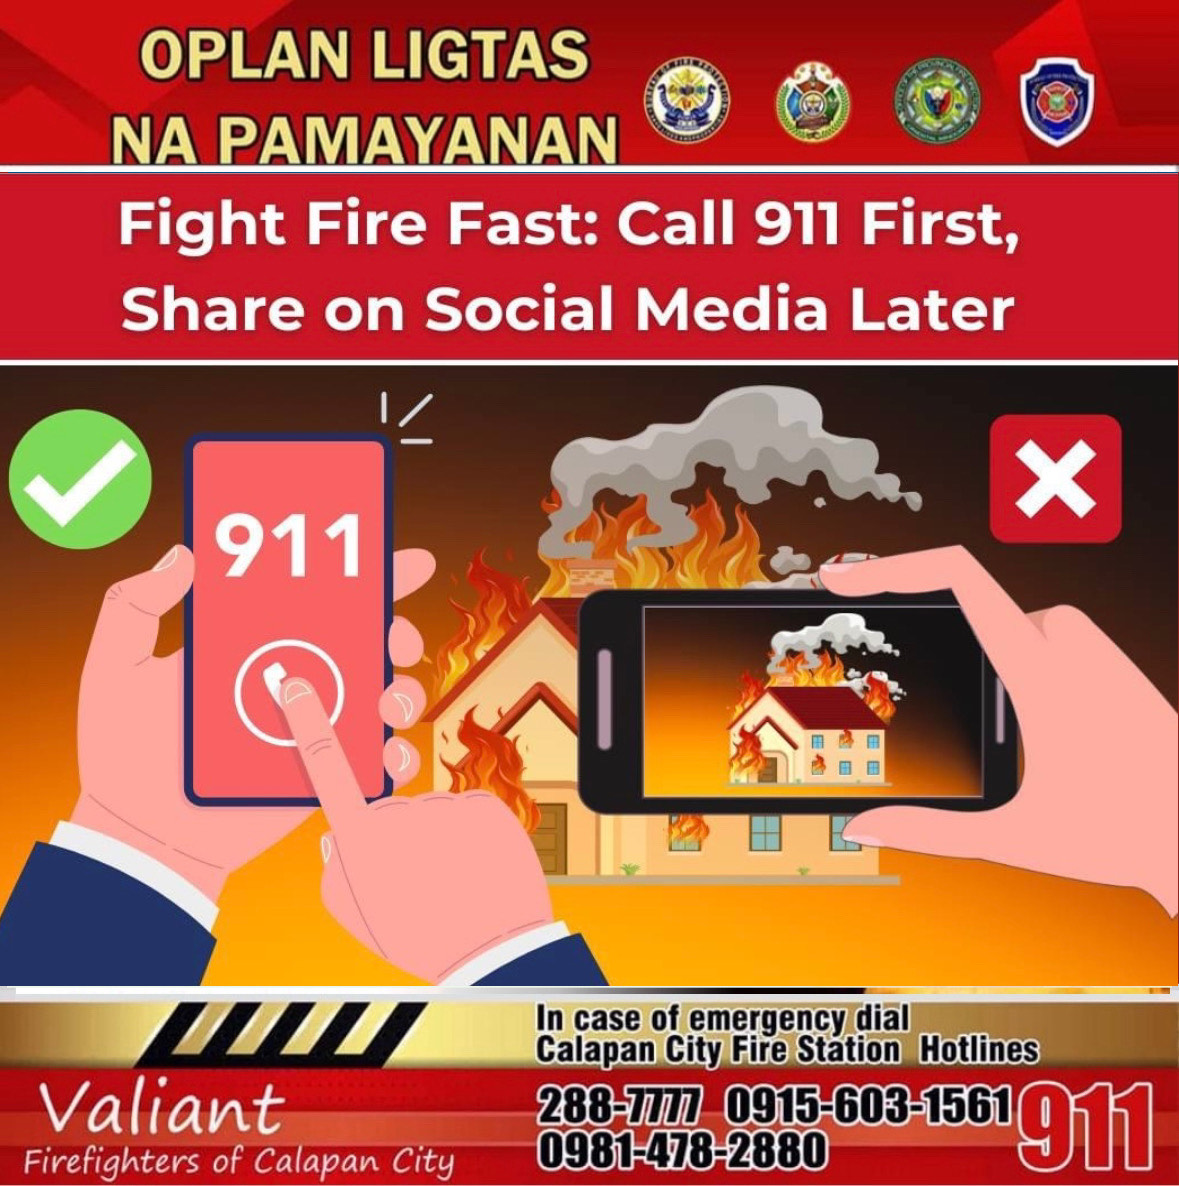 OPLAN LIGTAS
NA PAMAYANAN
Fight Fire Fast: Call 911 First,
Share on Social Media Later
911
In case of emergency dial
Calapan City Fire Station Hotlines
Valiant
Firefighters of Calapan City
288-7777 0915-603-1561
0981-478-2880
911